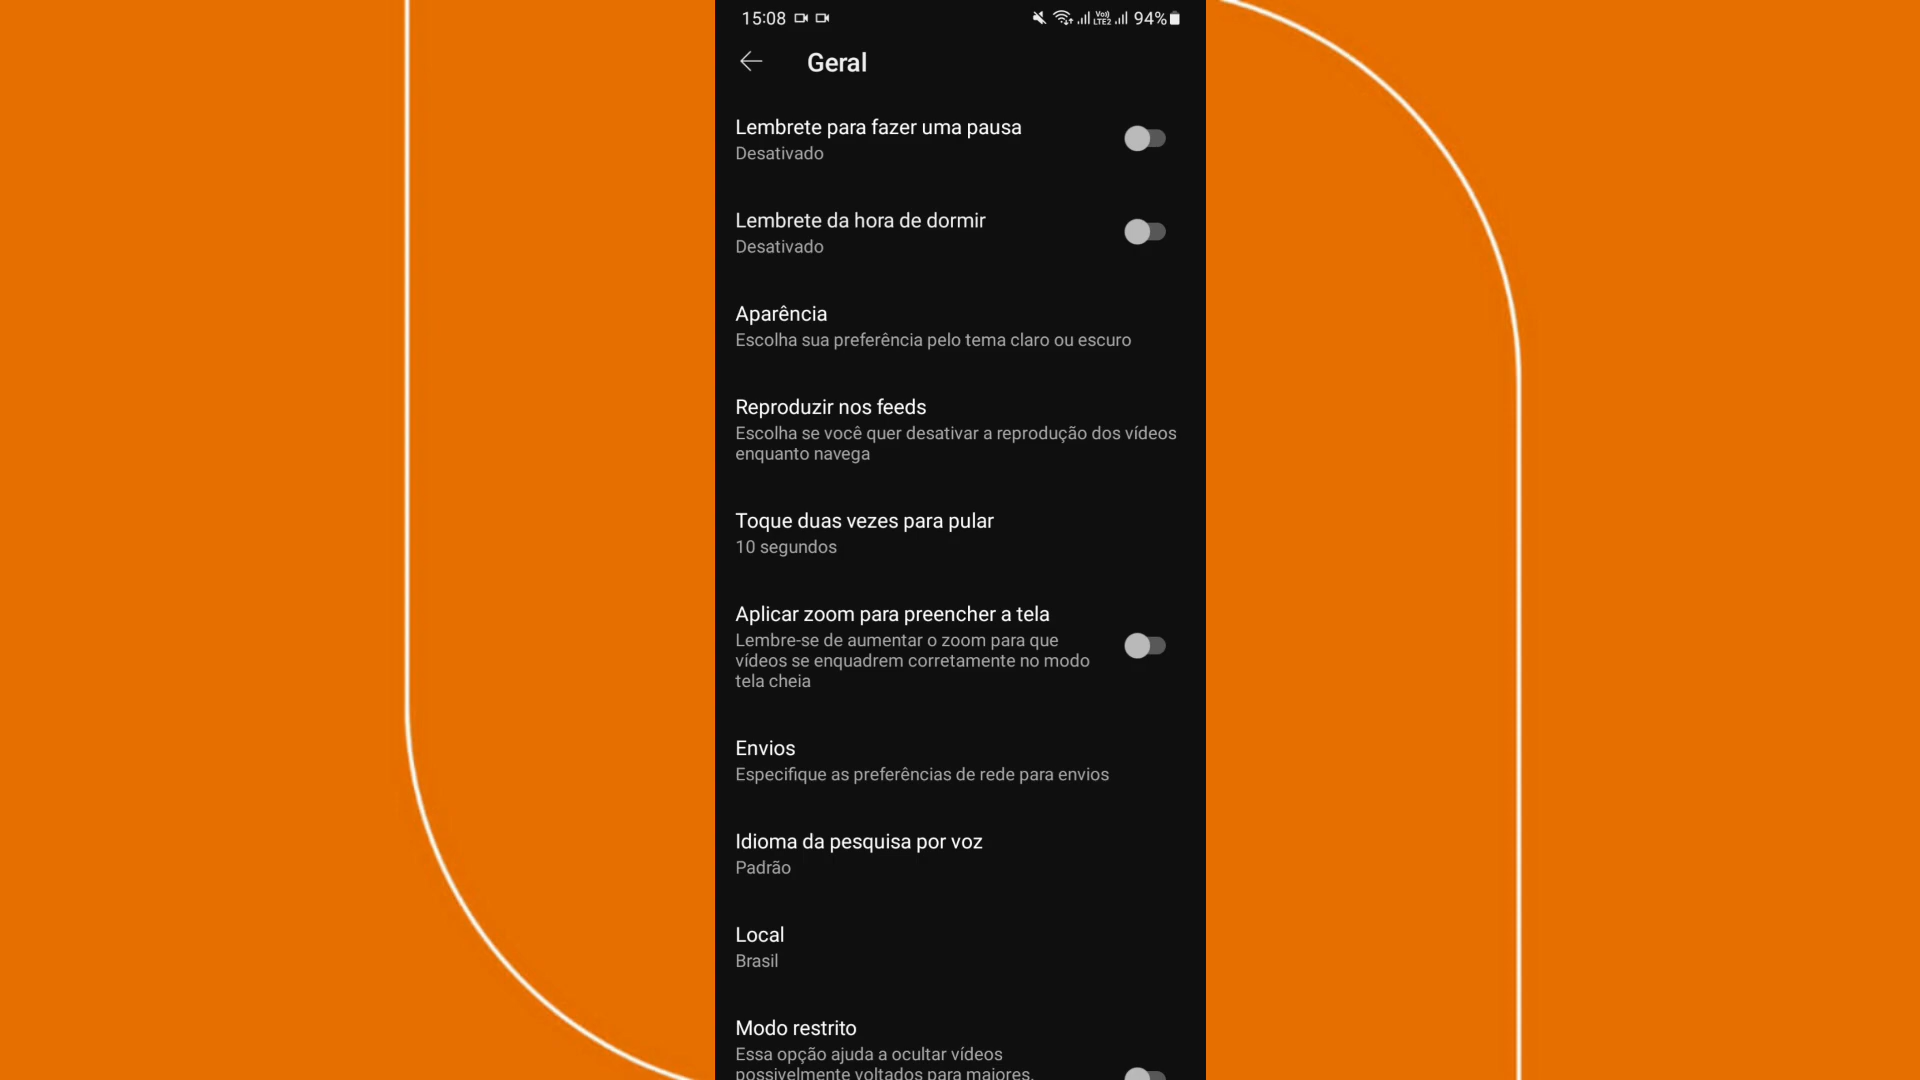 15:08
Vo)) LTE2 94%
Geral
Lembrete para fazer uma pausa
Desativado
Lembrete da hora de dormir
Desativado
Aparência
Escolha sua preferência pelo tema claro ou escuro
Reproduzir nos feeds
Escolha se você quer desativar a reprodução dos vídeos
enquanto navega
Toque duas vezes para pular
10 segundos
Aplicar zoom para preencher a tela
Lembre-se de aumentar o zoom para que
vídeos se enquadrem corretamente no modo
tela cheia
Envios
Especifique as preferências de rede para envios
Idioma da pesquisa por voz
Padrão
Local
Brasil
Modo restrito
Essa opção ajuda a ocultar vídeos
possivelmente voltados para maiores.